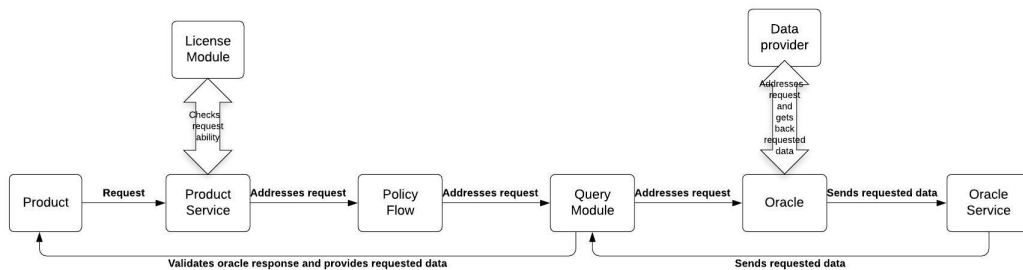 License
Module
Data
provider
Checks
request
ability
Addresses
request
and
gets
back
requested
data
Product
Request
Product
Service
Addresses request
Policy
Flow
Addresses request
Query
Module
Addresses request
Oracle
Sends requested data
Oracle
Service
Validates oracle response and provides requested data
Sends requested data